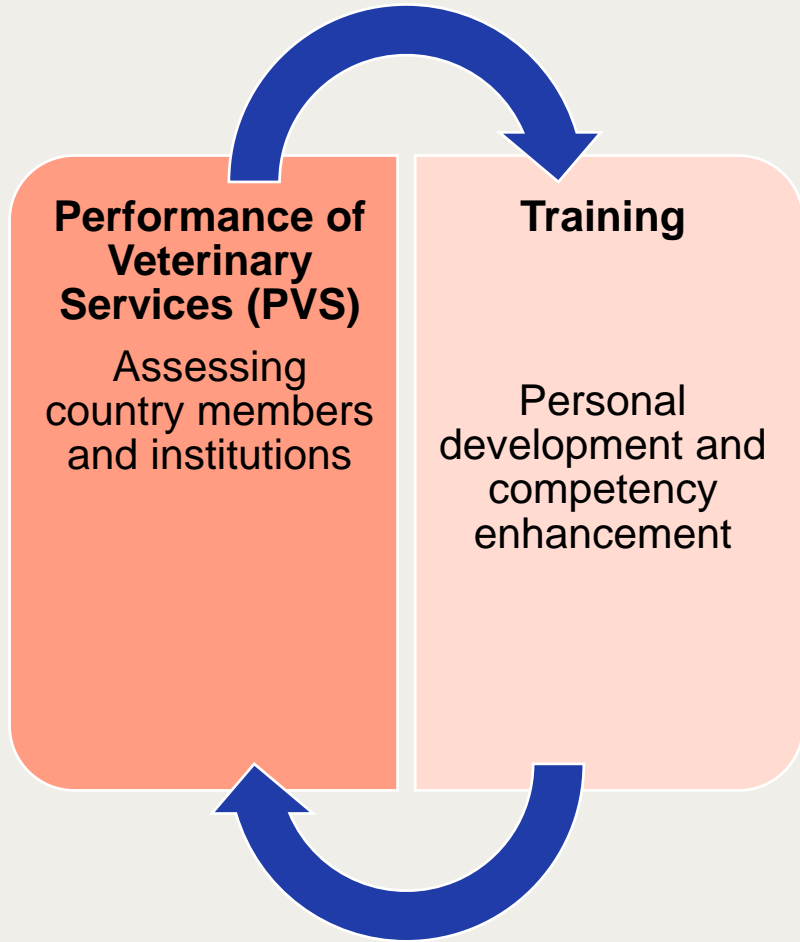 Performance of
Veterinary
Services (PVS)
Assessing
country members
and institutions
Training
Personal
development and
competency
enhancement